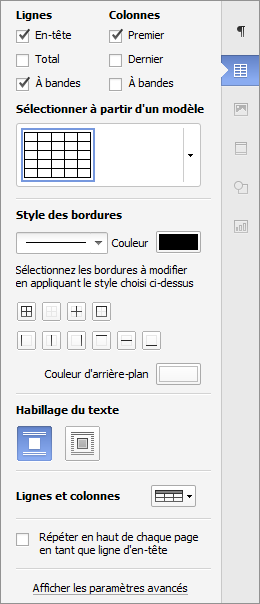 Lignes Colonnes
En-tête Premier
Total Dernier
À bandes À bandes
Sélectionner à partir d'un modèle
Style des bordures
Couleur
Sélectionnez les bordures à modifier
en appliquant le style choisi ci-dessus
Couleur d'arrière-plan
Habillage du texte
Lignes et colonnes
Répéter en haut de chaque page
en tant que ligne d'en-tête
Afficher les paramètres avancés